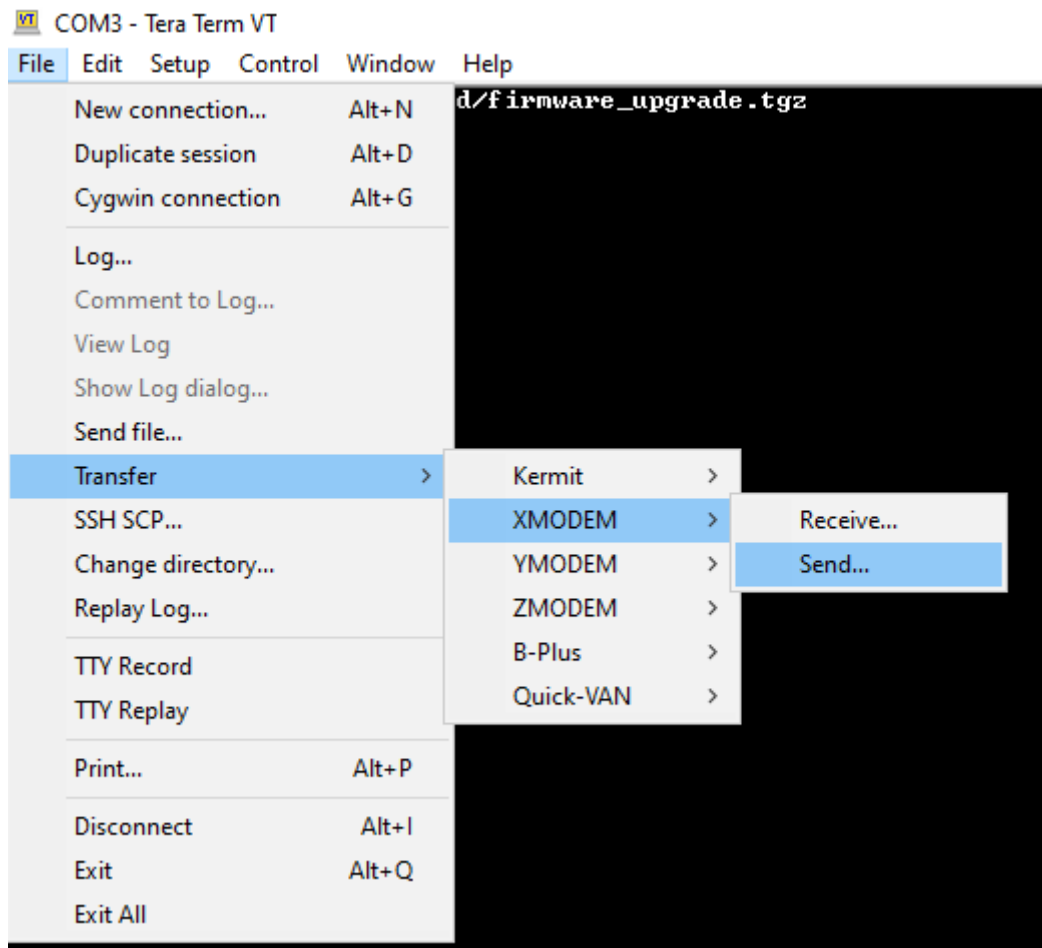 VT COM3 - Tera Term VT
File Edit Setup Control Window Help
d/firmware_upgrade.tgz
New connection... Alt+N
Duplicate session Alt+D
Cygwin connection Alt+G
Log...
Comment to Log...
View Log
Show Log dialog...
Send file...
Transfer >
SSH SCP...
Change directory...
Replay Log...
TTY Record
TTY Replay
Print... Alt+P
Disconnect Alt+I
Exit Alt+Q
Exit All
Kermit >
XMODEM >
YMODEM >
ZMODEM >
B-Plus >
Quick-VAN >
Receive...
Send...